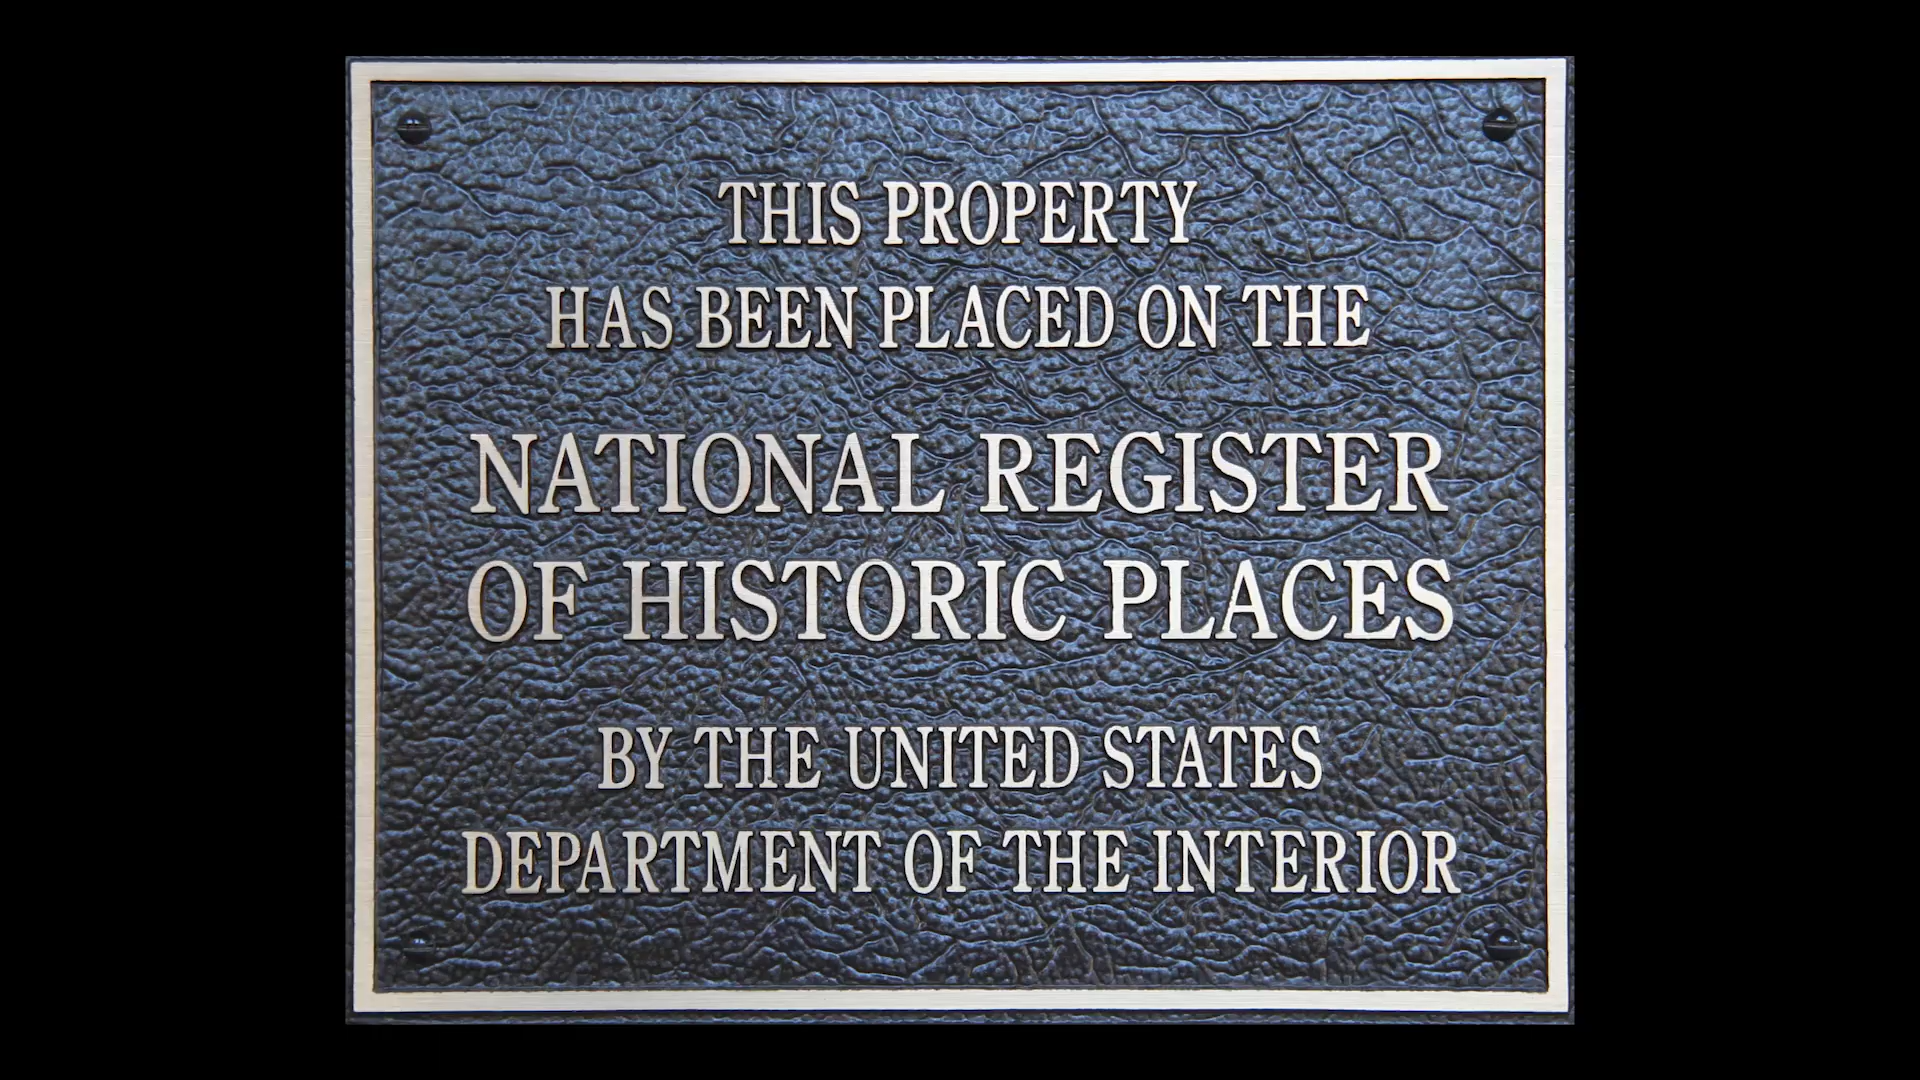 THIS PROPERTY
HAS BEEN PLACED ON THE
NATIONAL REGISTER
OF HISTORIC PLACES
BY THE UNITED STATES
DEPARTMENT OF THE INTERIOR